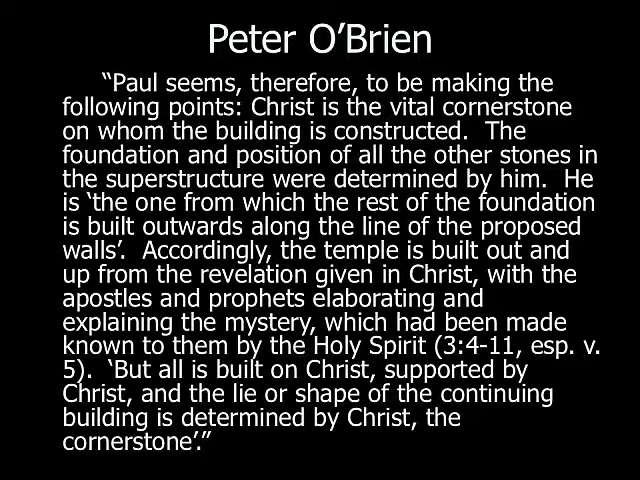 Peter O’Brien
“Paul seems, therefore, to be making the
following points: Christ is the vital cornerstone
on whom the building is constructed.  The
foundation and position of all the other stones in
the superstructure were determined by him.  He
is ‘the one from which the rest of the foundation
is built outwards along the line of the proposed
walls’.  Accordingly, the temple is built out and
up from the revelation given in Christ, with the
apostles and prophets elaborating and
explaining the mystery, which had been made
known to them by the Holy Spirit (3:4-11, esp. v.
5).  ‘But all is built on Christ, supported by
Christ, and the lie or shape of the continuing
building is determined by Christ, the
cornerstone’.”